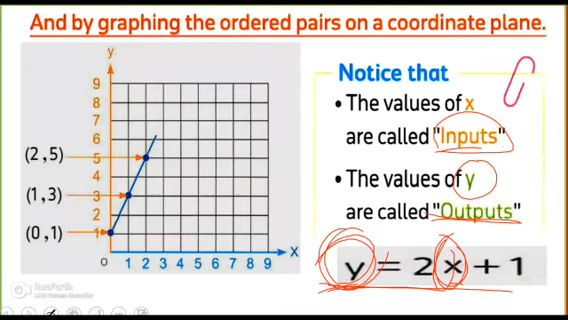 And by graphing the ordered pairs on a coordinate plane.
y
9
8
7
6
5
4
3
2
1
(2,5)
(1,3)
(0,1)
O
1 2 3 4 5 6 7 8 9
X
Notice that
• The values of x
are called "Inputs"
• The values of y
are called "Outputs"
y = 2x + 1